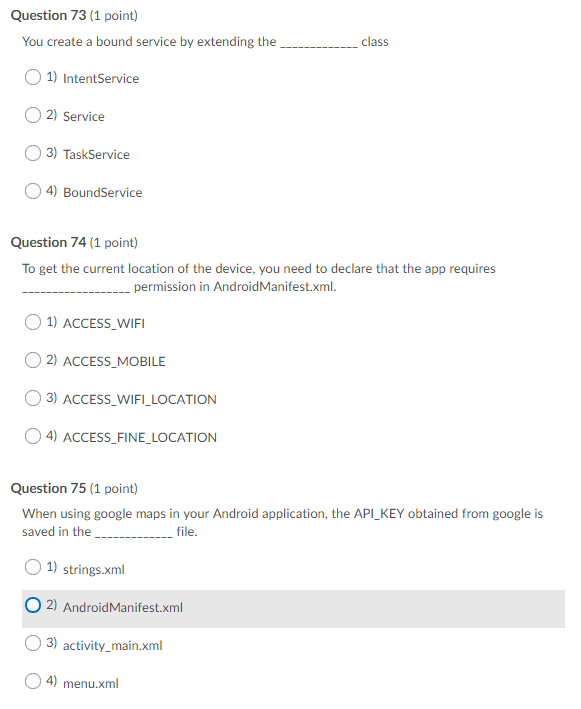 Question 73 (1 point)
You create a bound service by extending the _____________ class
1) IntentService
2) Service
3) TaskService
4) BoundService
Question 74 (1 point)
To get the current location of the device, you need to declare that the app requires
__________________ permission in AndroidManifest.xml.
1) ACCESS_WIFI
2) ACCESS_MOBILE
3) ACCESS_WIFI_LOCATION
4) ACCESS_FINE_LOCATION
Question 75 (1 point)
When using google maps in your Android application, the API_KEY obtained from google is
saved in the _____________ file.
1) strings.xml
2) AndroidManifest.xml
3) activity_main.xml
4) menu.xml